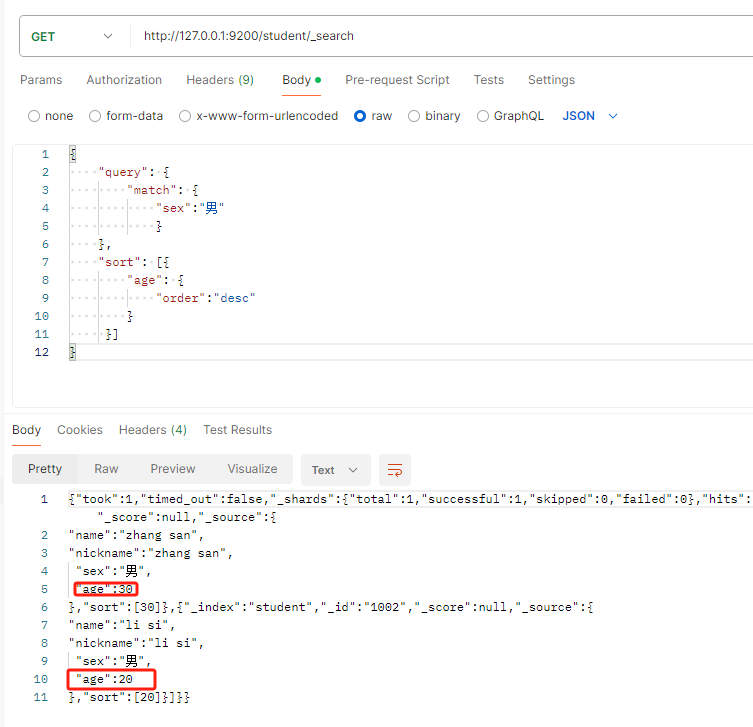 GET http://127.0.0.1:9200/student/_search
Params Authorization Headers (9) Body Pre-request Script Tests Settings
none form-data x-www-form-urlencoded raw binary GraphQL JSON
1 {
2 "query": {
3 "match": {
4 "sex":"男"
5 }
6 },
7 "sort": [{
8 "age": {
9 "order":"desc"
10 }
11 }]
12 }
Body Cookies Headers (4) Test Results
Pretty Raw Preview Visualize Text
1 {"took":1,"timed_out":false,"_shards":{"total":1,"successful":1,"skipped":0,"failed":0},"hits":
"_score":null,"_source":{
2 "name":"zhang san",
3 "nickname":"zhang san",
4 "sex":"男",
5 "age":30
6 },"sort":[30]},{"_index":"student","_id":"1002","_score":null,"_source":{
7 "name":"li si",
8 "nickname":"li si",
9 "sex":"男",
10 "age":20
11 },"sort":[20]}]}}